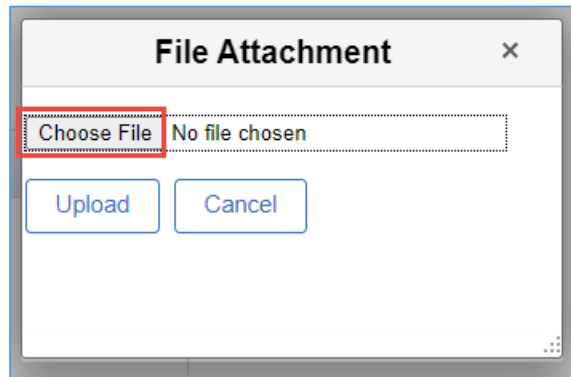 File Attachment ×
Choose File No file chosen
Upload Cancel